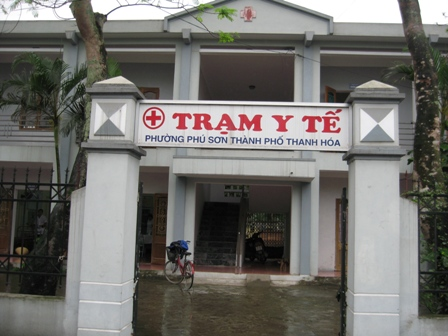 TRẠM Y TẾ
PHƯỜNG PHÚ SƠN THÀNH PHỐ THANH HÓA